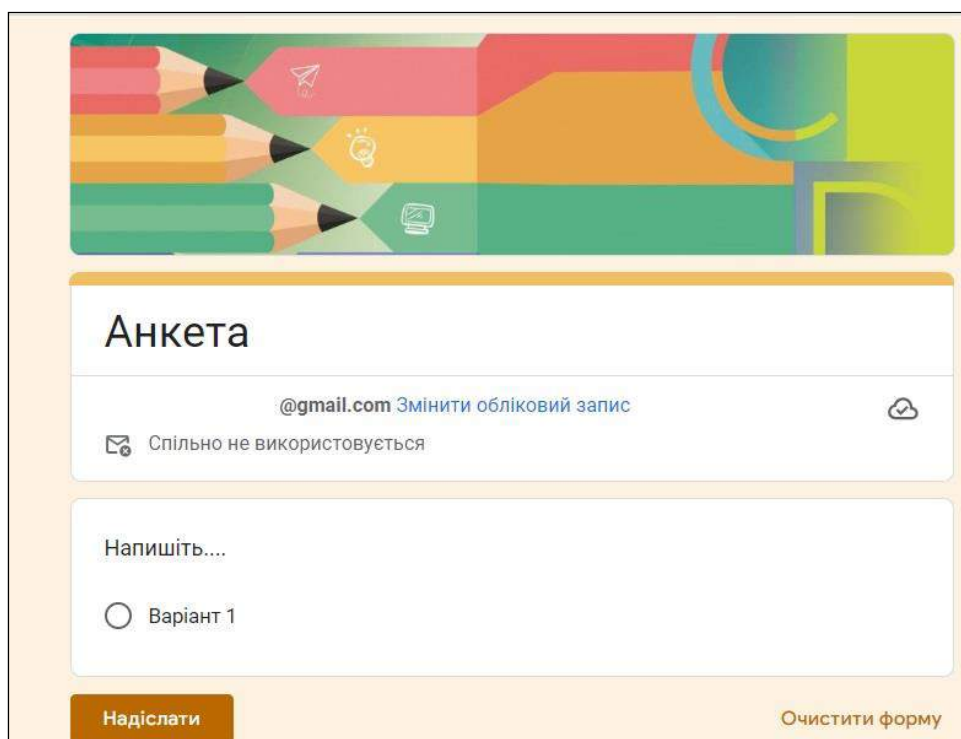 Анкета
@gmail.com Змінити обліковий запис
Спільно не використовується
Напишіть....
Варіант 1
Надіслати Очистити форму